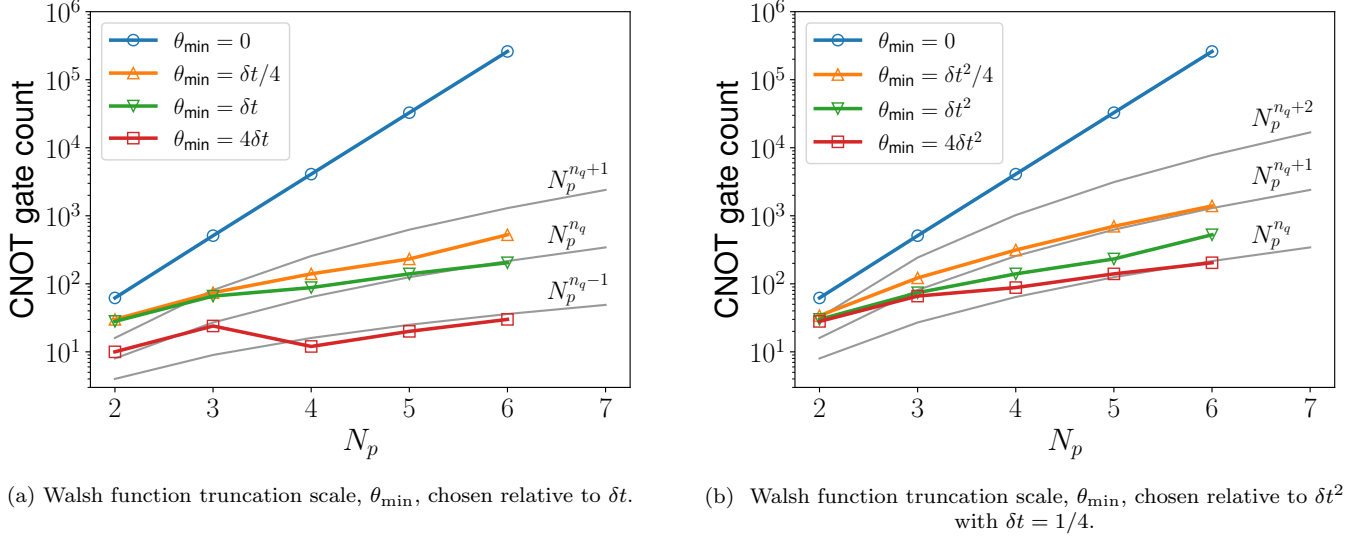 10^6
10^5
10^4
10^3
10^2
10^1
CNOT gate count
θ_min = 0
θ_min = δt/4
θ_min = δt
θ_min = 4δt
N_p^{n_q+1}
N_p^{n_q}
N_p^{n_q−1}
2 3 4 5 6 7
N_p
(a) Walsh function truncation scale, θ_min, chosen relative to δt.
10^6
10^5
10^4
10^3
10^2
10^1
CNOT gate count
θ_min = 0
θ_min = δt^2/4
θ_min = δt^2
θ_min = 4δt^2
N_p^{n_q+2}
N_p^{n_q+1}
N_p^{n_q}
2 3 4 5 6 7
N_p
(b) Walsh function truncation scale, θ_min, chosen relative to δt^2
with δt = 1/4.